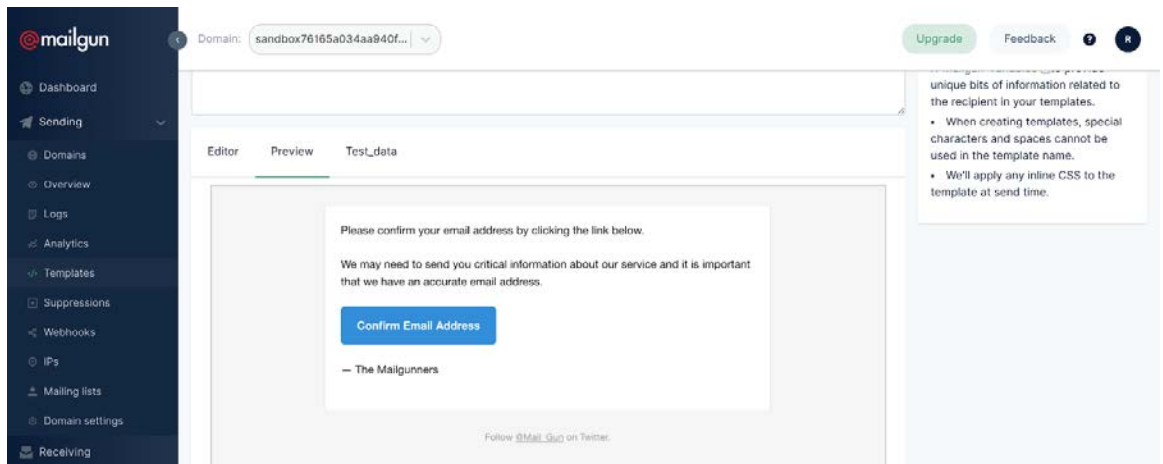 mailgun
Domain: sandbox76165a034aa940f...
Upgrade
Feedback
?
R
Dashboard
Sending
Domains
Overview
Logs
Analytics
Templates
Suppressions
Webhooks
IPs
Mailing lists
Domain settings
Receiving
Editor Preview Test_data
Please confirm your email address by clicking the link below.
We may need to send you critical information about our service and it is important
that we have an accurate email address.
Confirm Email Address
— The Mailgunners
Follow @Mail_Gun on Twitter.
unique bits of information related to
the recipient in your templates.
• When creating templates, special
characters and spaces cannot be
used in the template name.
• We'll apply any inline CSS to the
template at send time.